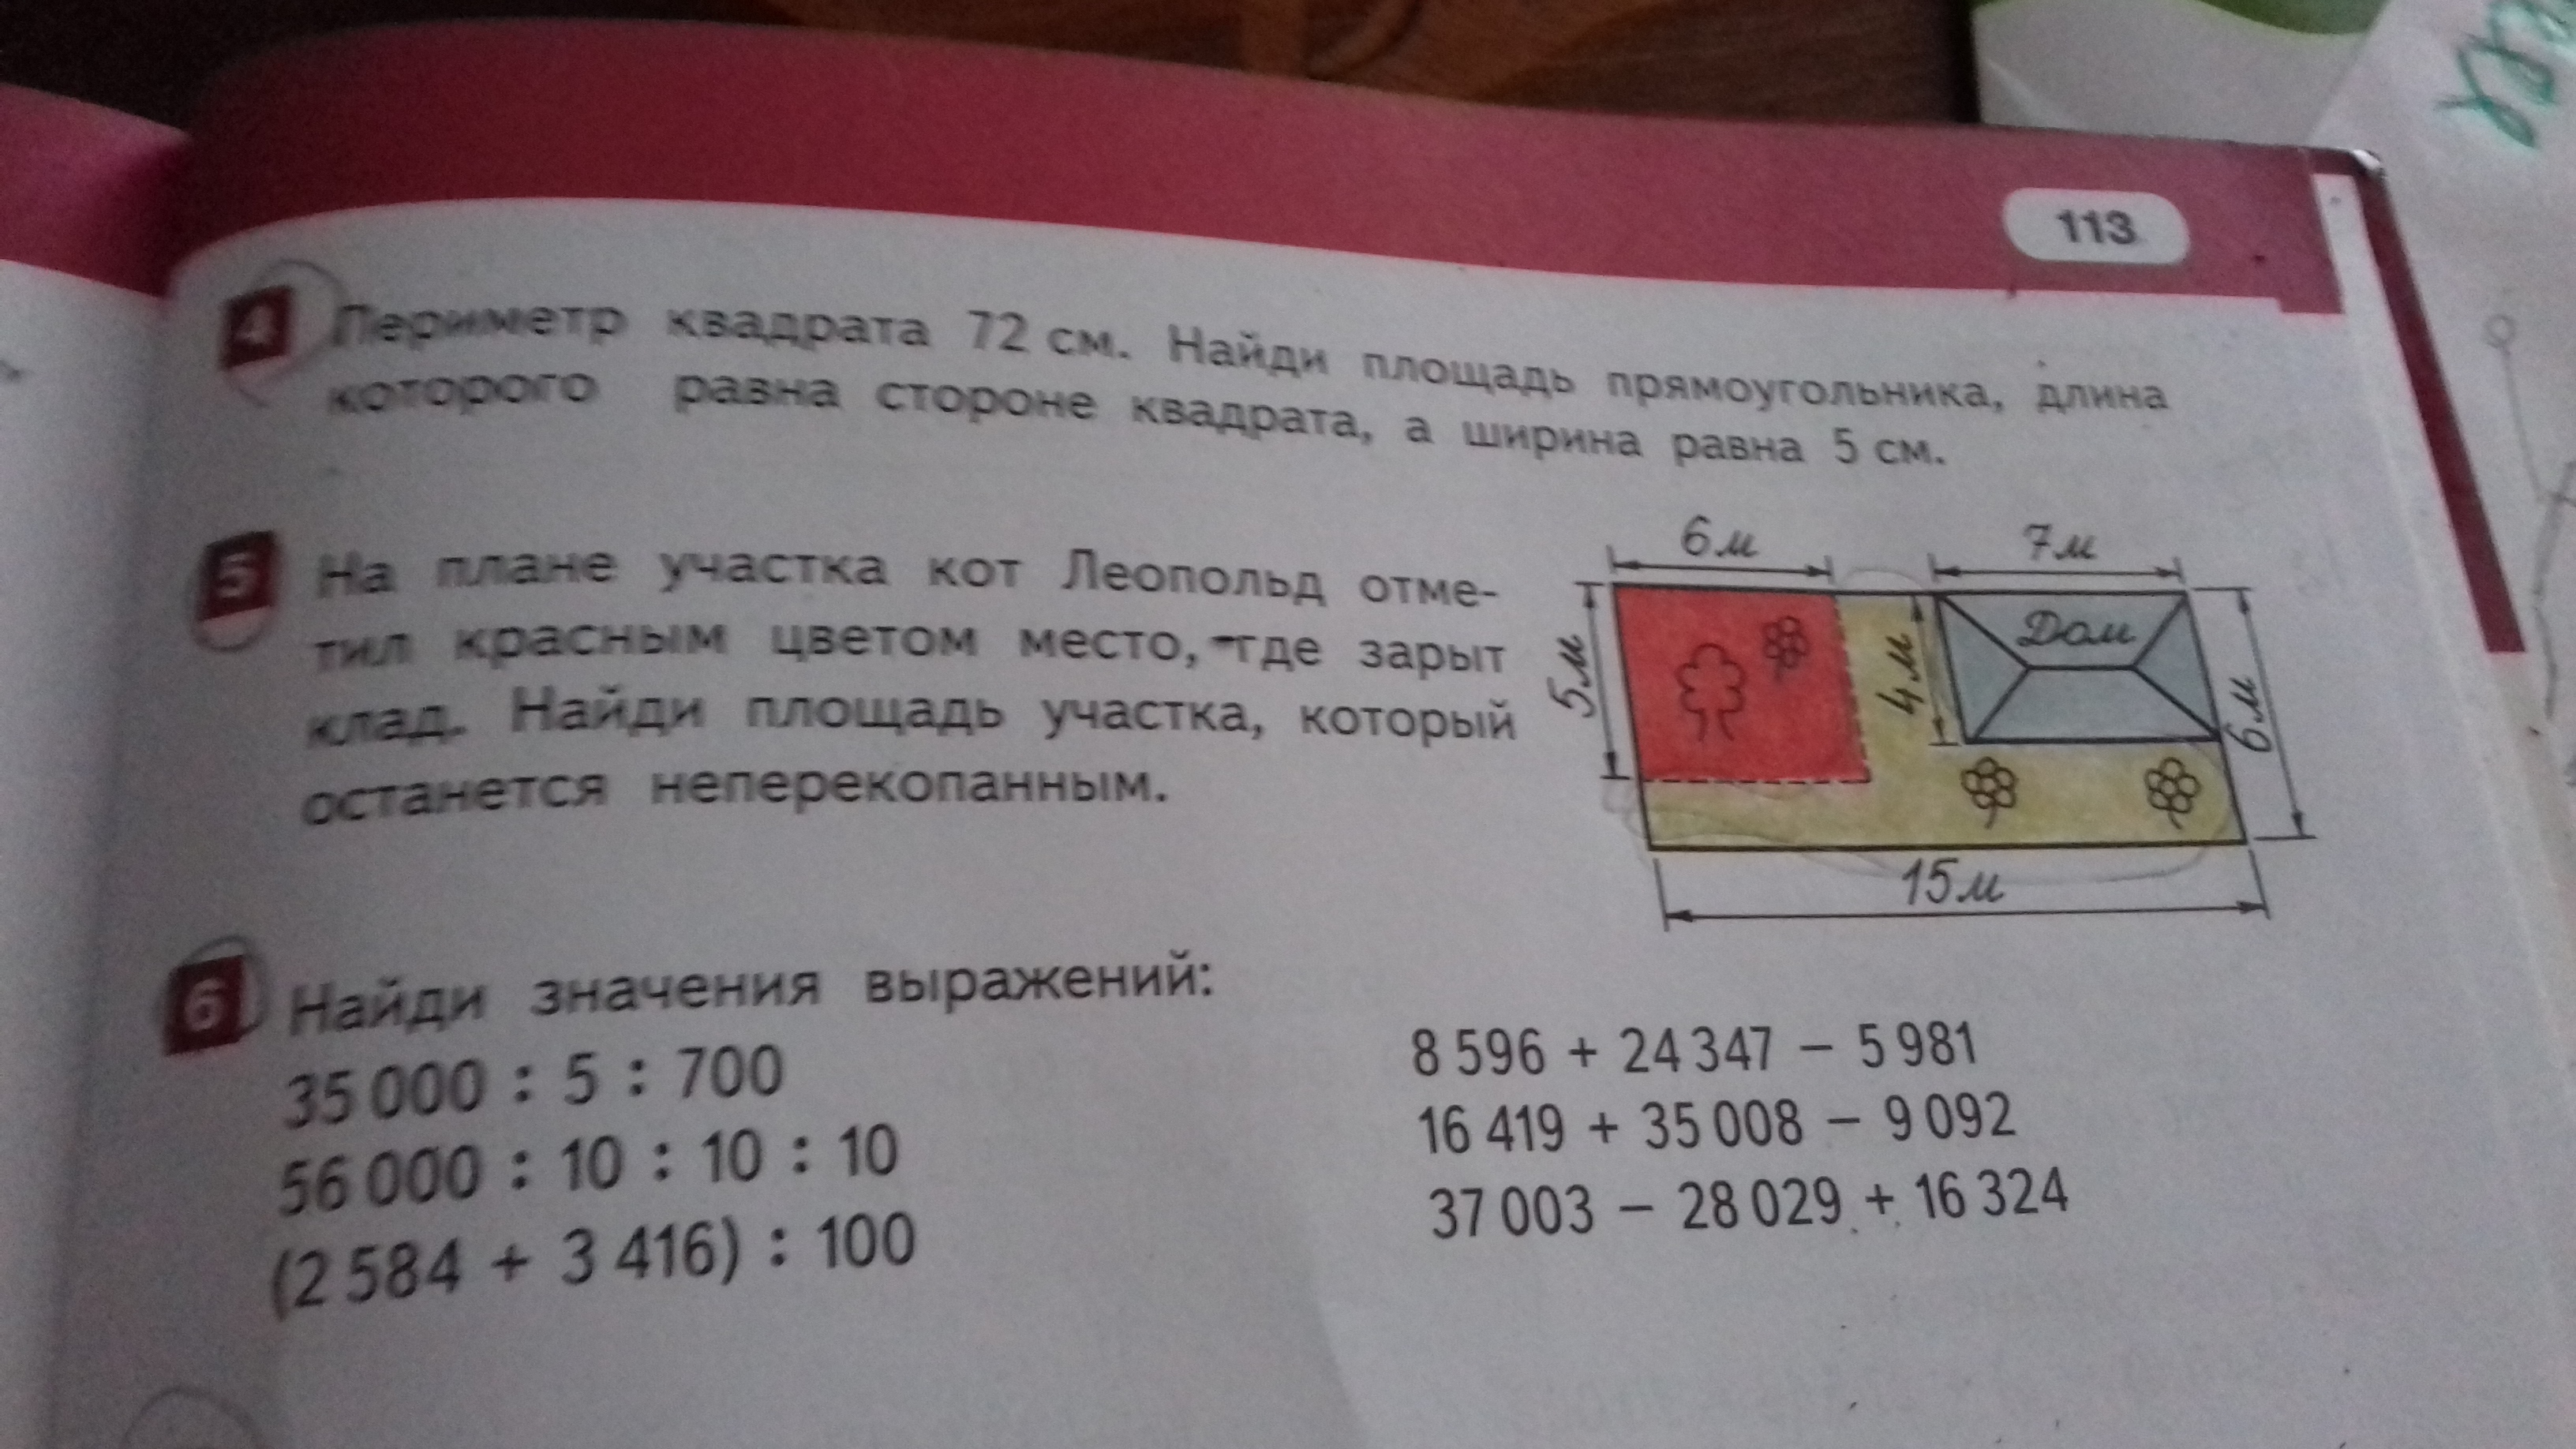 113
4 Периметр квадрата 72 см. Найди площадь прямоугольника, длина
которого равна стороне квадрата, а ширина равна 5 см.
5 На плане участка кот Леопольд отме-
тил красным цветом место, где зарыт
клад. Найди площадь участка, который
останется неперекопанным.
6м 7м
5м 4м Дом 6м
15м
6 Найди значения выражений:
35 000 : 5 : 700
56 000 : 10 : 10 : 10
(2 584 + 3 416) : 100
8 596 + 24 347 − 5 981
16 419 + 35 008 − 9 092
37 003 − 28 029 + 16 324